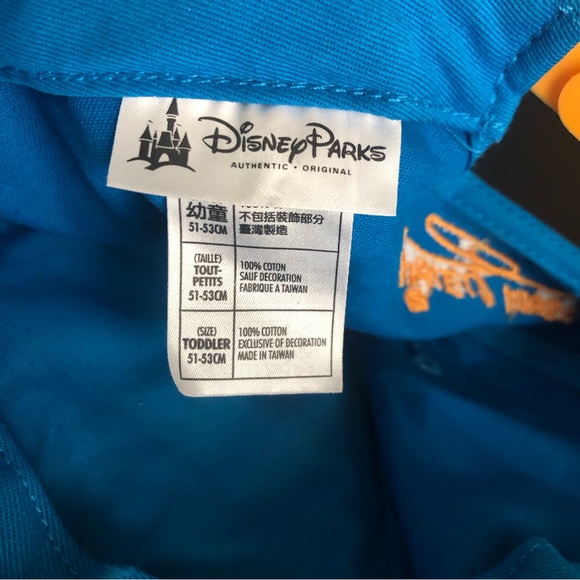 Disney Parks
AUTHENTIC • ORIGINAL
幼童
51-53CM
不包括裝飾部分
臺灣製造
(TAILLE)
TOUT-
PETITS
51-53CM
100% COTON
SAUF DECORATION
FABRIQUE A TAIWAN
(SIZE)
TODDLER
51-53CM
100% COTTON
EXCLUSIVE OF DECORATION
MADE IN TAIWAN